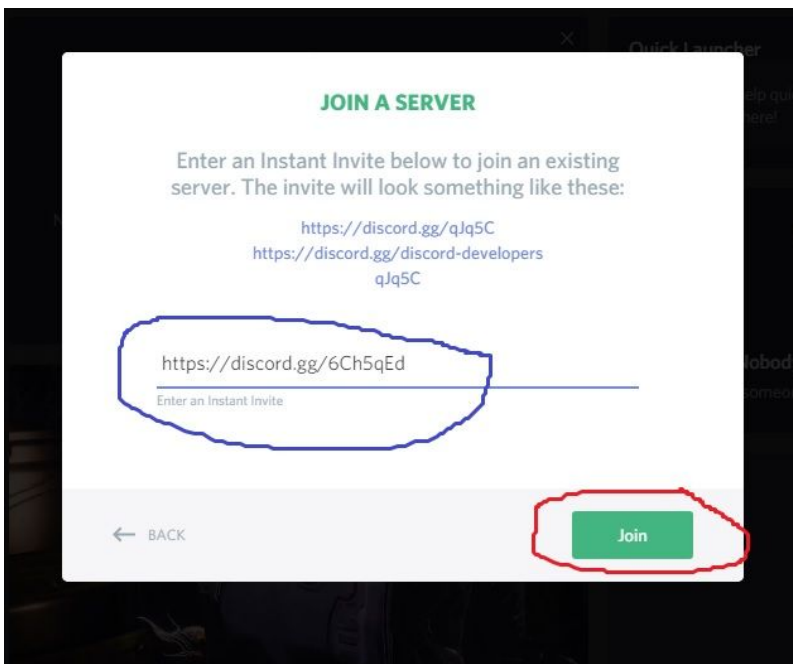 Quick Launcher
JOIN A SERVER
Enter an Instant Invite below to join an existing
server. The invite will look something like these:
https://discord.gg/qJq5C
https://discord.gg/discord-developers
qJq5C
https://discord.gg/6Ch5qEd
Enter an Instant Invite
BACK
Join